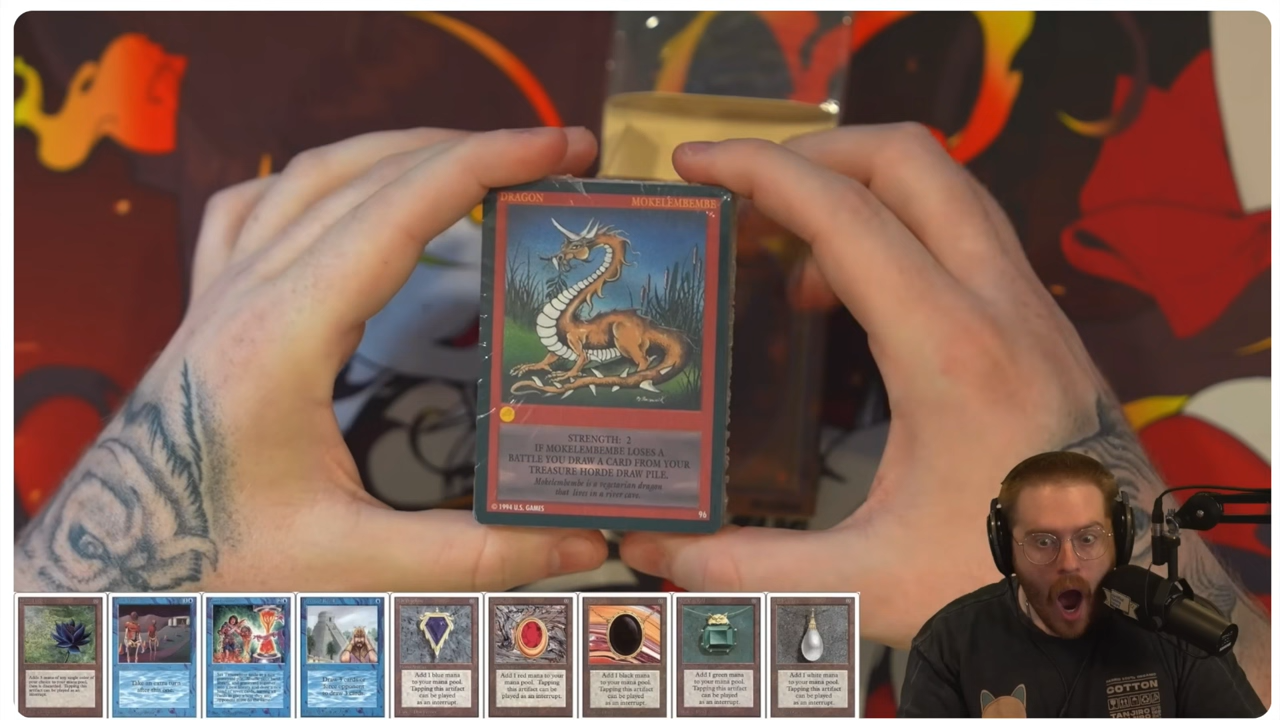 DRAGON
MOKELEMBEMBE
STRENGTH: 2
IF MOKELEMBEMBE LOSES A
BATTLE YOU DRAW A CARD FROM YOUR
TREASURE HORDE DRAW PILE.
Mokelembembe is a vegetarian dragon
that lives in a river cave.
© 1994 U.S. GAMES
96
Add 1 blue mana
to your mana pool.
Tapping this artifact
can be played
as an interrupt.
Add 1 red mana to your
mana pool. Tapping
this artifact can be
played as an interrupt.
Add 1 black mana
to your mana pool.
Tapping this artifact
can be played
as an interrupt.
Add 1 green mana
to your mana pool.
Tapping this artifact
can be played
as an interrupt.
Add 1 white mana
to your mana pool.
Tapping this artifact
can be played
as an interrupt.
COTTON